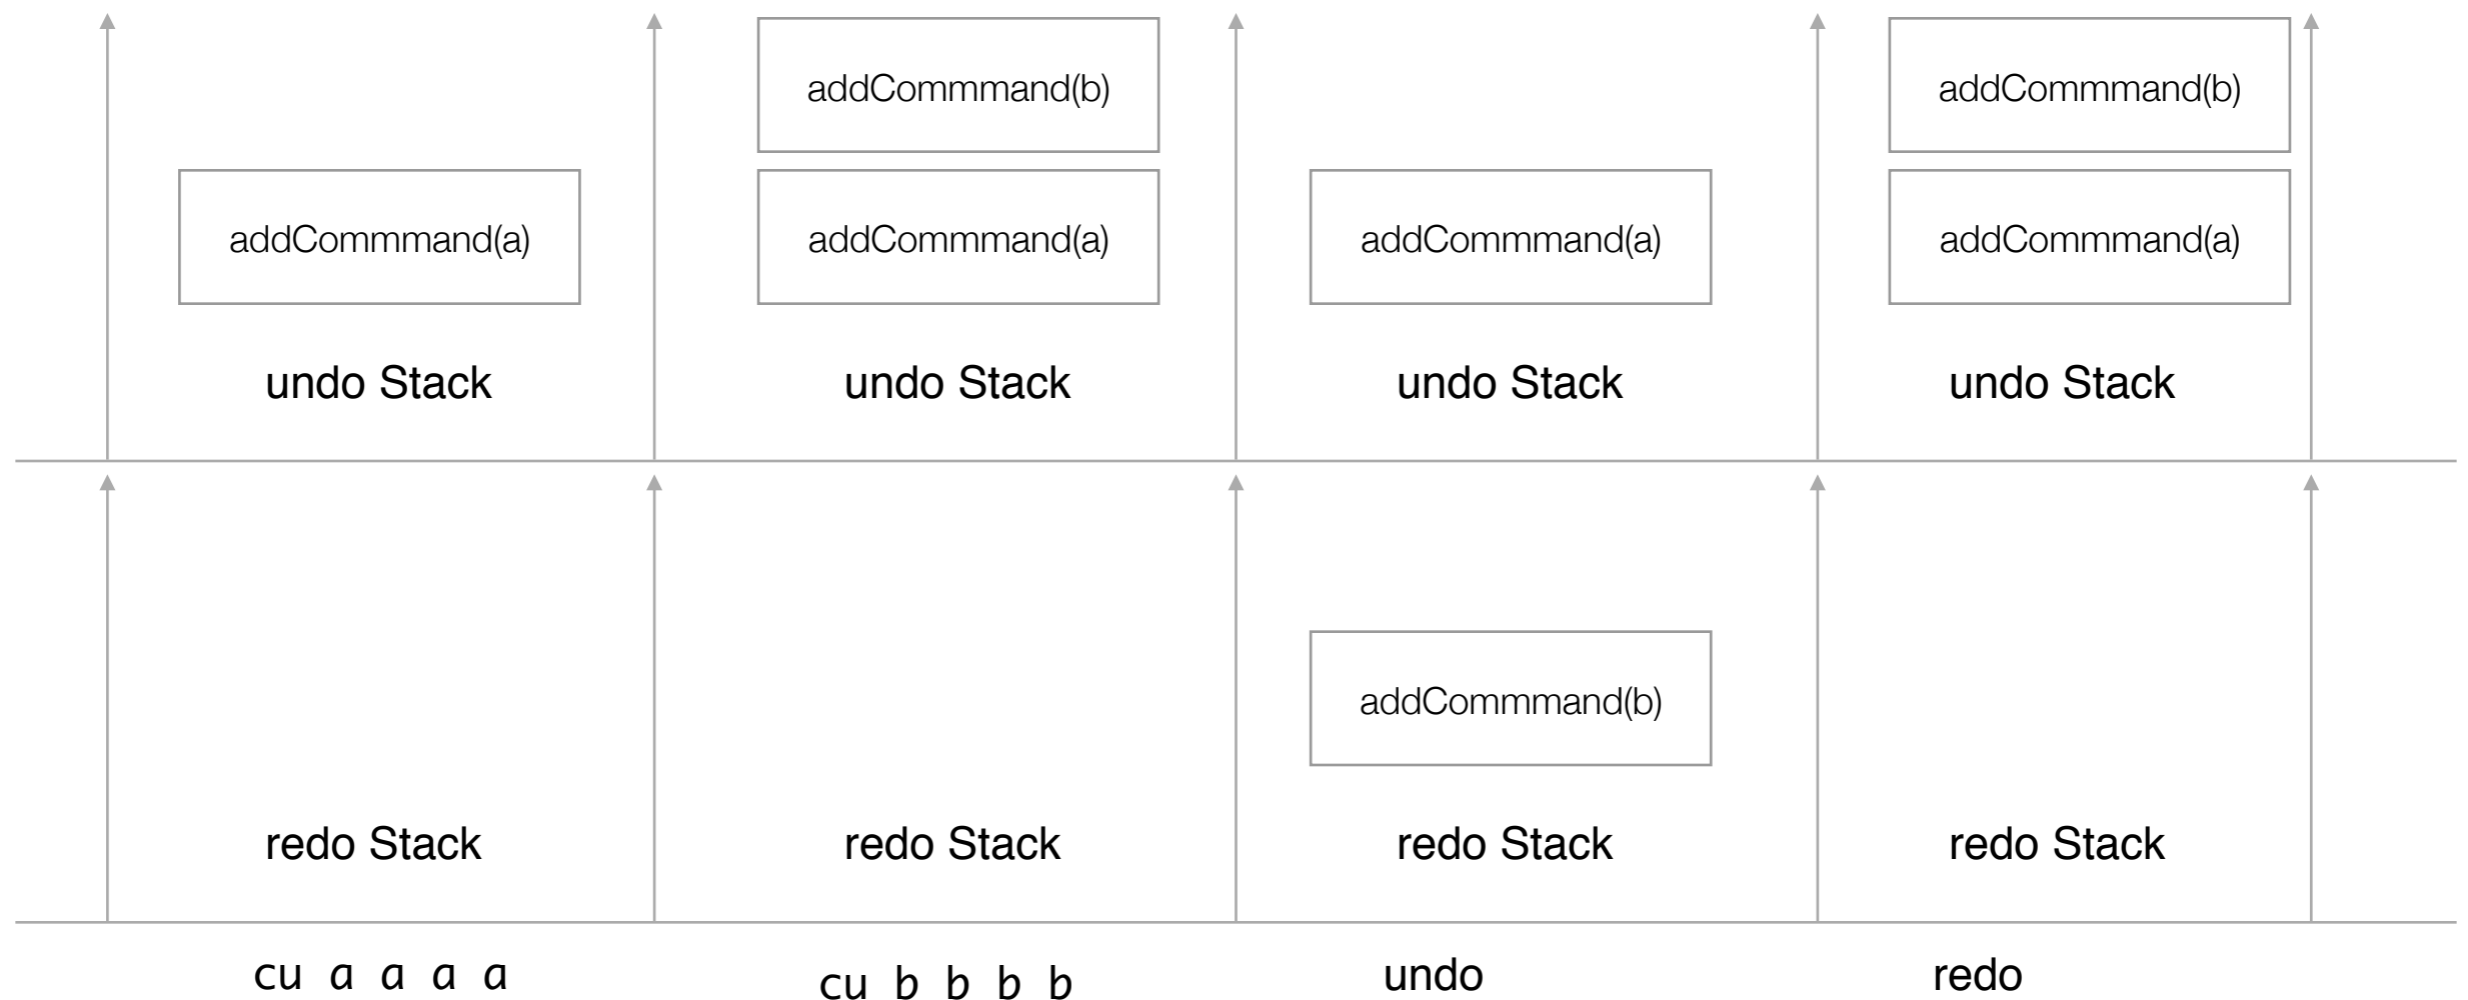 addCommmand(b)
addCommmand(b)
addCommmand(a)
addCommmand(a)
addCommmand(a)
addCommmand(a)
undo Stack
undo Stack
undo Stack
undo Stack
addCommmand(b)
redo Stack
redo Stack
redo Stack
redo Stack
cu a a a a
cu b b b b
undo
redo